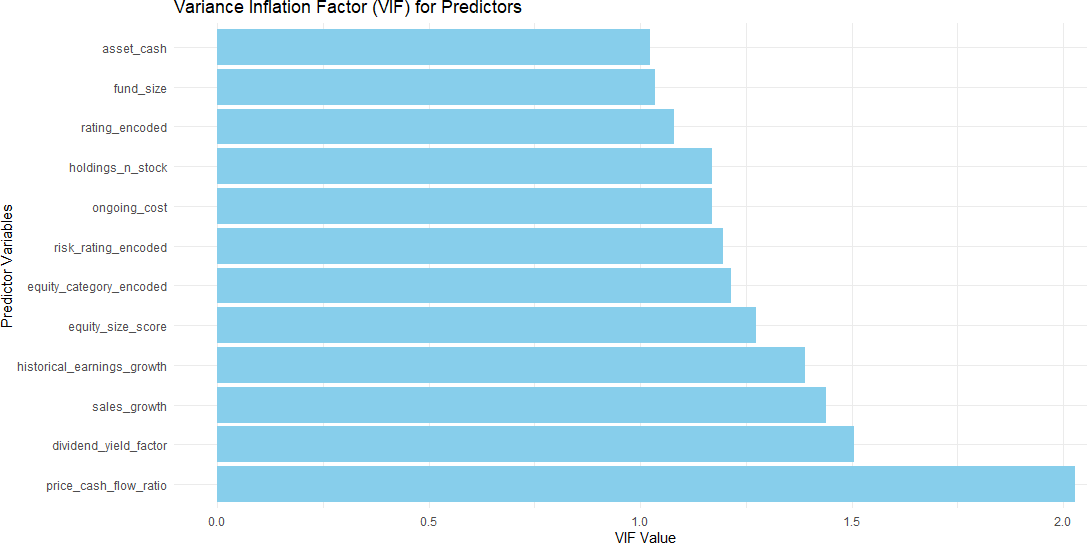 Variance Inflation Factor (VIF) for Predictors
asset_cash
fund_size
rating_encoded
holdings_n_stock
ongoing_cost
risk_rating_encoded
equity_category_encoded
equity_size_score
historical_earnings_growth
sales_growth
dividend_yield_factor
price_cash_flow_ratio
Predictor Variables
0.0 0.5 1.0 1.5 2.0
VIF Value